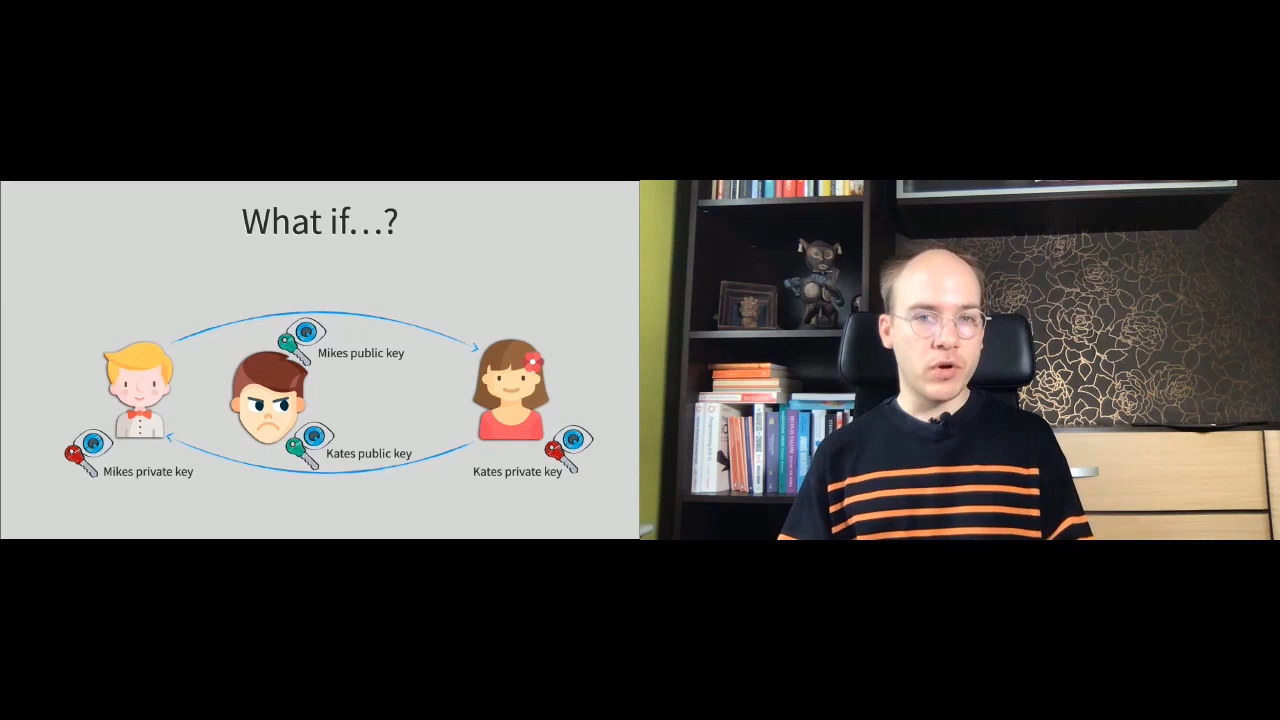 What if...?
Mikes public key
Kates public key
Mikes private key
Kates private key